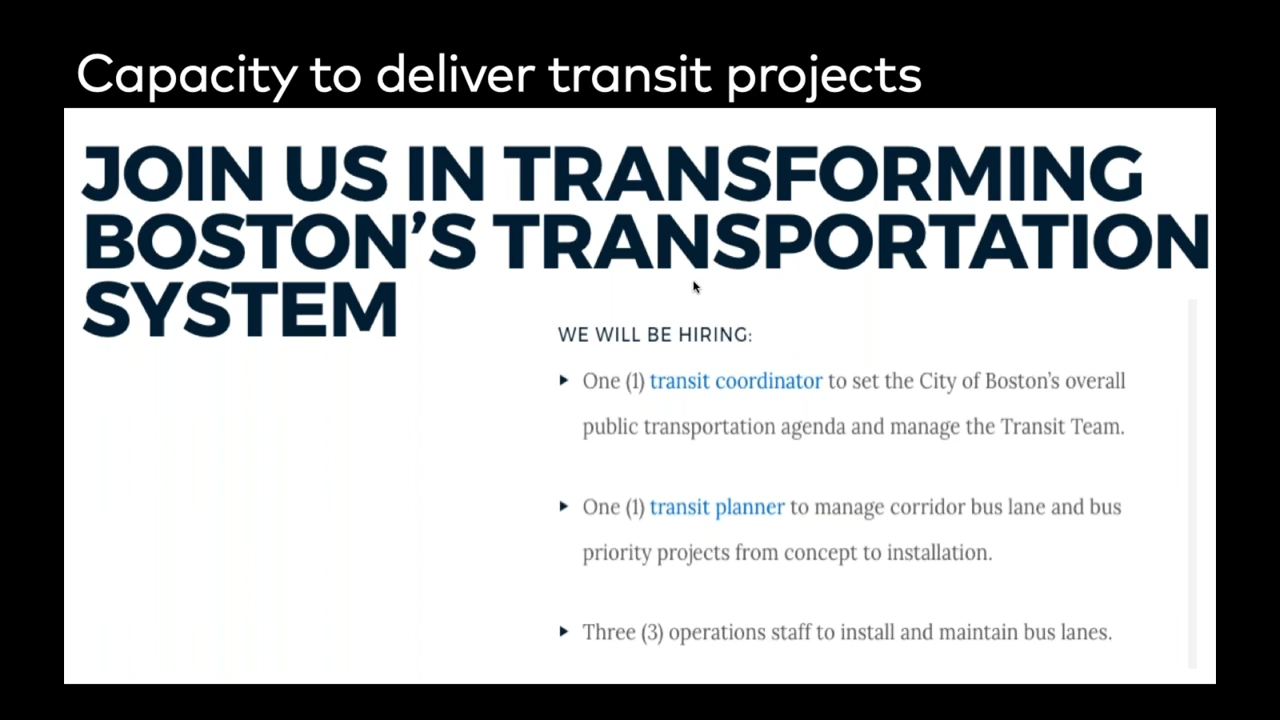 Capacity to deliver transit projects
JOIN US IN TRANSFORMING
BOSTON’S TRANSPORTATION
SYSTEM
WE WILL BE HIRING:
One (1) transit coordinator to set the City of Boston’s overall
public transportation agenda and manage the Transit Team.
One (1) transit planner to manage corridor bus lane and bus
priority projects from concept to installation.
Three (3) operations staff to install and maintain bus lanes.